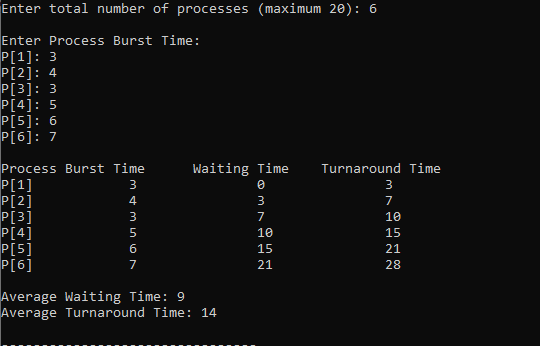 Enter total number of processes (maximum 20): 6
Enter Process Burst Time:
P[1]: 3
P[2]: 4
P[3]: 3
P[4]: 5
P[5]: 6
P[6]: 7
Process Burst Time Waiting Time Turnaround Time
P[1] 3 0 3
P[2] 4 3 7
P[3] 3 7 10
P[4] 5 10 15
P[5] 6 15 21
P[6] 7 21 28
Average Waiting Time: 9
Average Turnaround Time: 14
--------------------------------